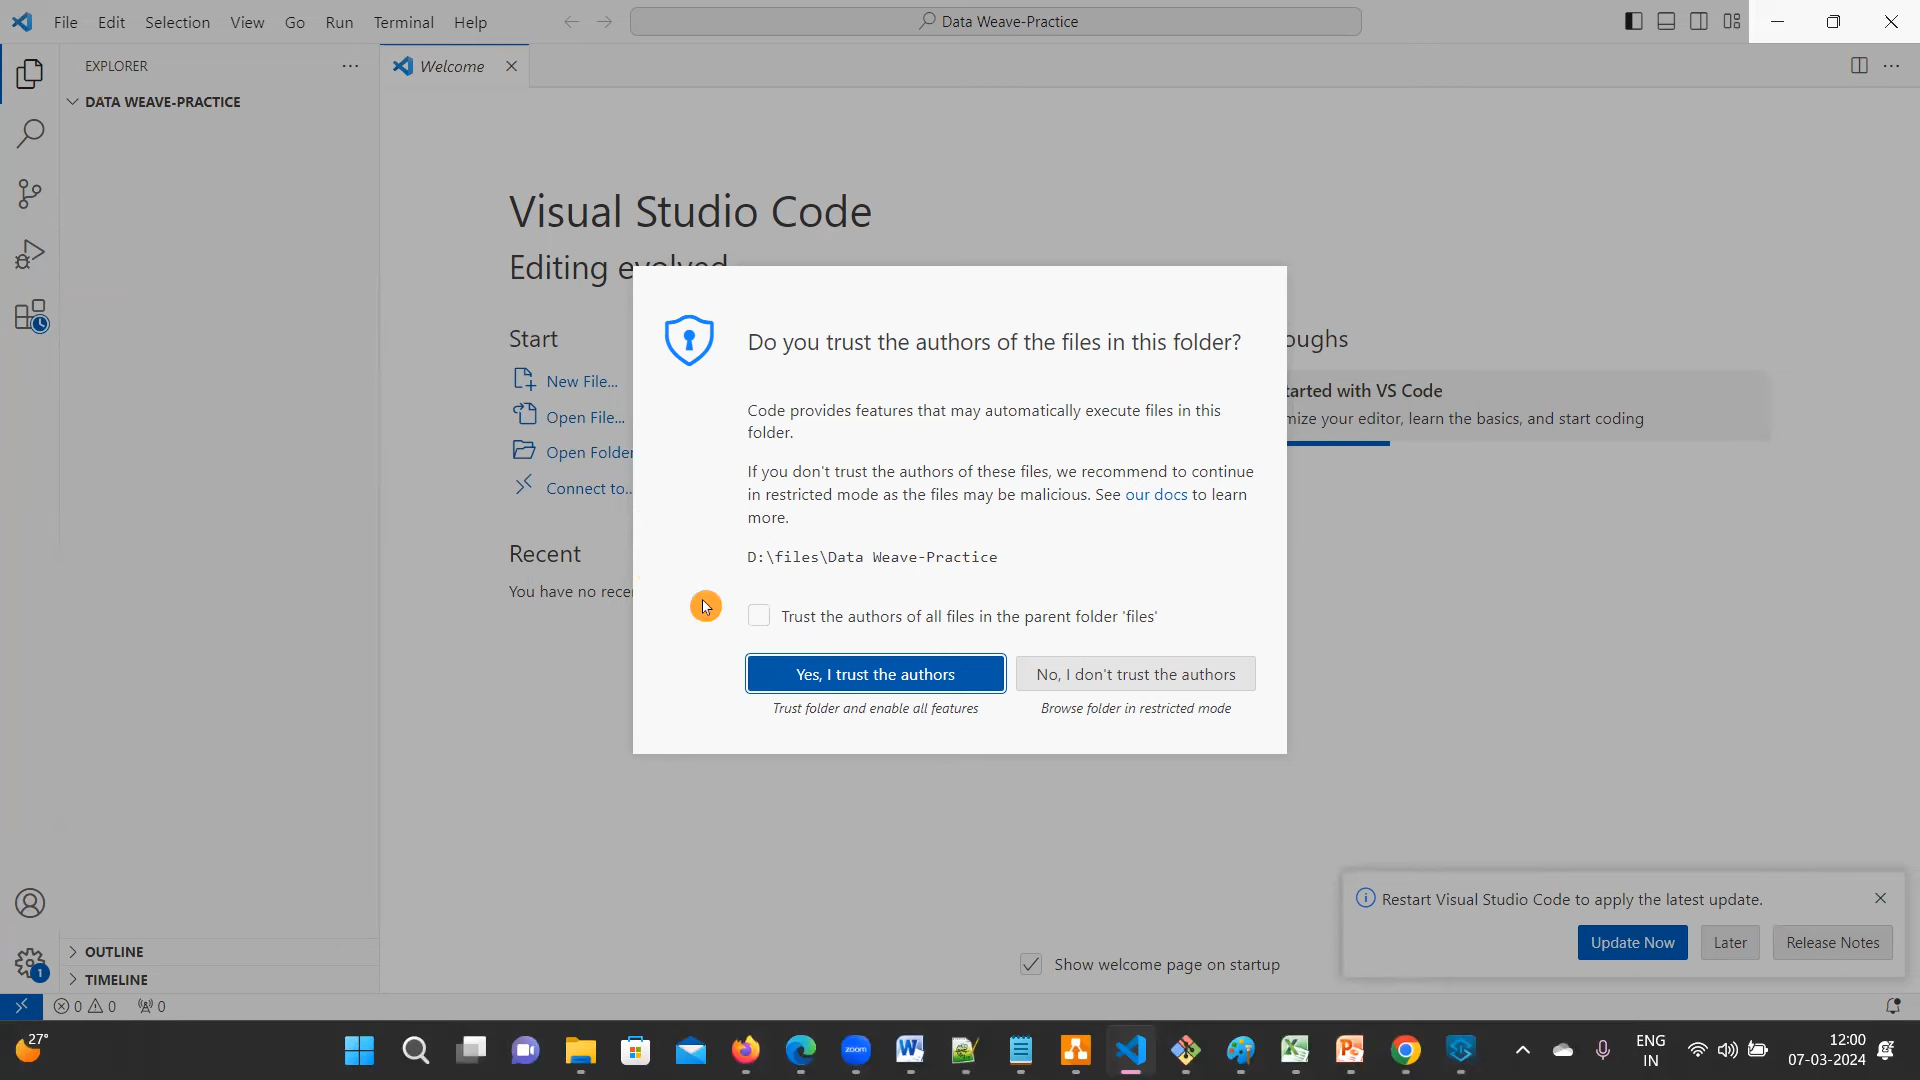 File Edit Selection View Go Run Terminal Help
Data Weave-Practice
EXPLORER
Welcome
DATA WEAVE-PRACTICE
Visual Studio Code
Editing evolved
Start
New File...
Open File...
Open Folder
Connect to..
Recent
You have no rece
oughs
tarted with VS Code
mize your editor, learn the basics, and start coding
Do you trust the authors of the files in this folder?
Code provides features that may automatically execute files in this
folder.
If you don't trust the authors of these files, we recommend to continue
in restricted mode as the files may be malicious. See our docs to learn
more.
D:\files\Data Weave-Practice
Trust the authors of all files in the parent folder 'files'
Yes, I trust the authors
No, I don't trust the authors
Trust folder and enable all features
Browse folder in restricted mode
Restart Visual Studio Code to apply the latest update.
Update Now
Later
Release Notes
Show welcome page on startup
OUTLINE
TIMELINE
1
0 0 0
27°
zoom
ENG
IN
12:00
07-03-2024